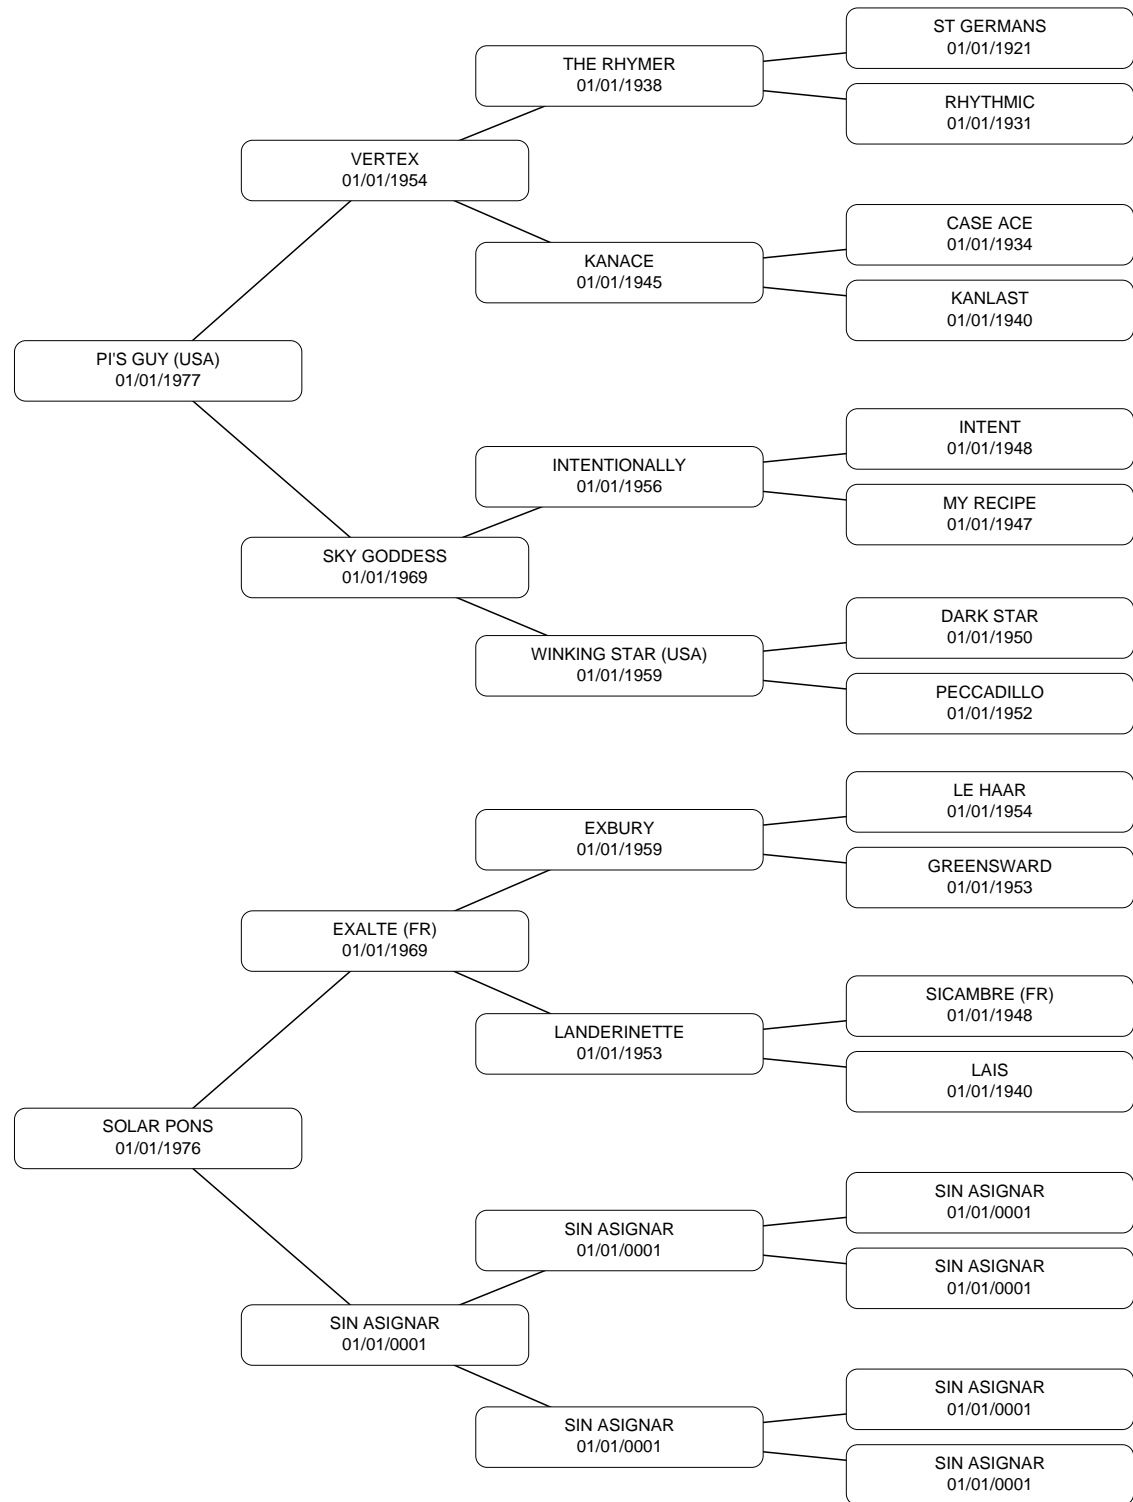 ST GERMANS
01/01/1921
THE RHYMER
01/01/1938
RHYTHMIC
01/01/1931
VERTEX
01/01/1954
CASE ACE
01/01/1934
KANACE
01/01/1945
KANLAST
01/01/1940
PI'S GUY (USA)
01/01/1977
INTENT
01/01/1948
INTENTIONALLY
01/01/1956
MY RECIPE
01/01/1947
SKY GODDESS
01/01/1969
DARK STAR
01/01/1950
WINKING STAR (USA)
01/01/1959
PECCADILLO
01/01/1952
LE HAAR
01/01/1954
EXBURY
01/01/1959
GREENSWARD
01/01/1953
EXALTE (FR)
01/01/1969
SICAMBRE (FR)
01/01/1948
LANDERINETTE
01/01/1953
LAIS
01/01/1940
SOLAR PONS
01/01/1976
SIN ASIGNAR
01/01/0001
SIN ASIGNAR
01/01/0001
SIN ASIGNAR
01/01/0001
SIN ASIGNAR
01/01/0001
SIN ASIGNAR
01/01/0001
SIN ASIGNAR
01/01/0001
SIN ASIGNAR
01/01/0001